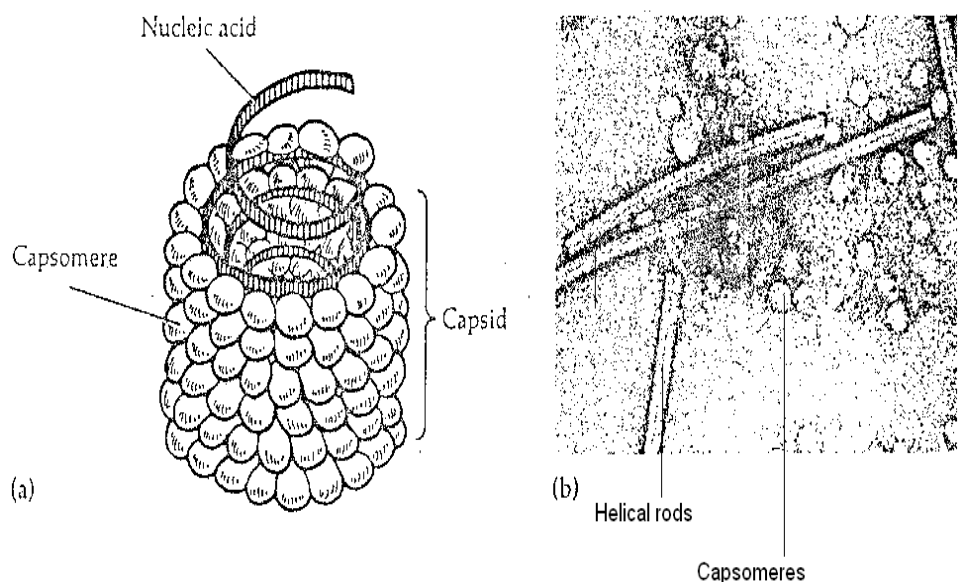 Nucleic acid
Capsomere
Capsid
(a)
(b)
Helical rods
Capsomeres